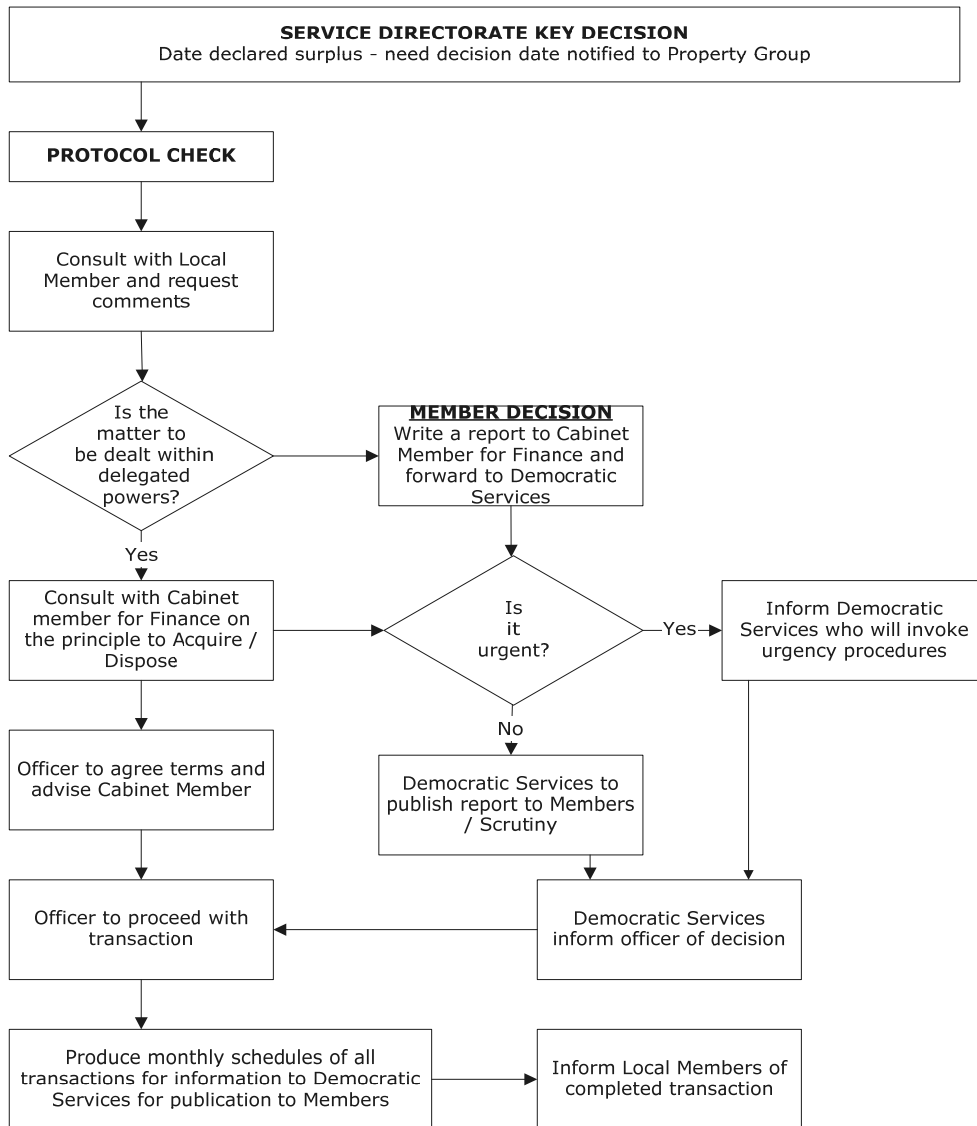 SERVICE DIRECTORATE KEY DECISION
Date declared surplus - need decision date notified to Property Group
PROTOCOL CHECK
Consult with Local
Member and request
comments
Is the
matter to
be dealt within
delegated
powers?
MEMBER DECISION
Write a report to Cabinet
Member for Finance and
forward to Democratic
Services
Yes
Consult with Cabinet
member for Finance on
the principle to Acquire /
Dispose
Is
it
urgent?
Yes
Inform Democratic
Services who will invoke
urgency procedures
No
Officer to agree terms and
advise Cabinet Member
Democratic Services to
publish report to Members
/ Scrutiny
Officer to proceed with
transaction
Democratic Services
inform officer of decision
Produce monthly schedules of all
transactions for information to Democratic
Services for publication to Members
Inform Local Members of
completed transaction